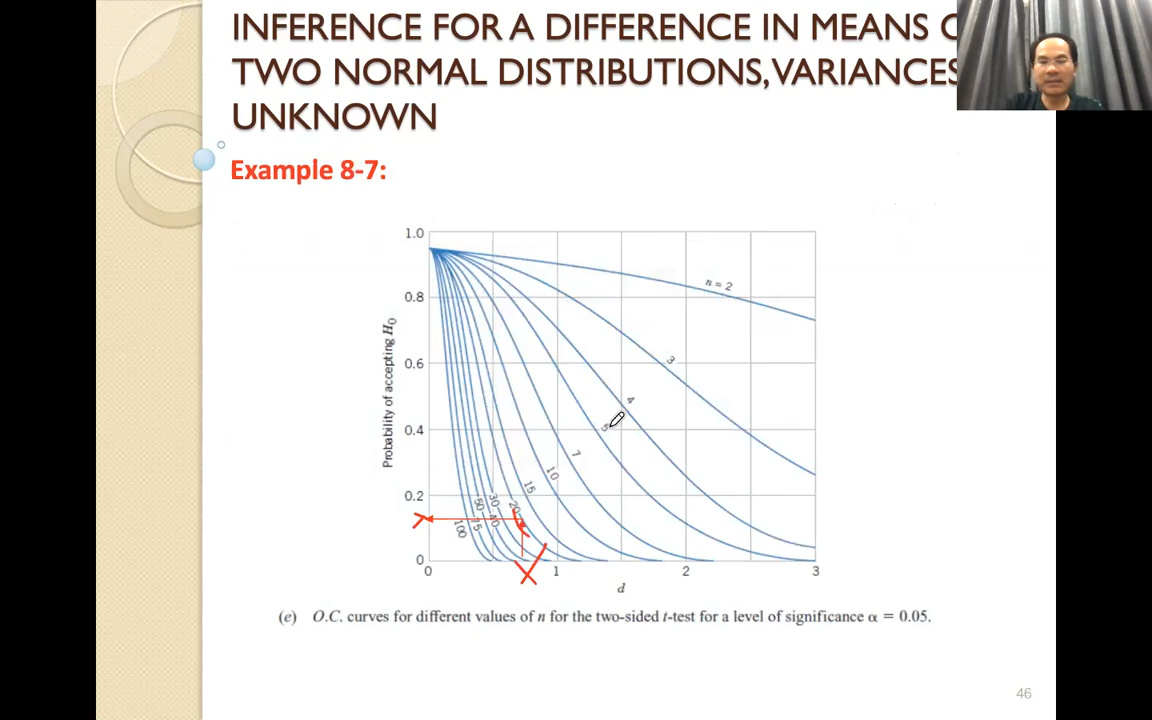 INFERENCE FOR A DIFFERENCE IN MEANS
TWO NORMAL DISTRIBUTIONS, VARIANCES
UNKNOWN
Example 8-7:
1.0
0.8
0.6
0.4
0.2
0
Probability of accepting H0
n = 2
3
4
5
7
10
15
20
30
40
50
75
100
0
1
2
3
d
(e) O.C. curves for different values of n for the two-sided t-test for a level of significance α = 0.05.
46